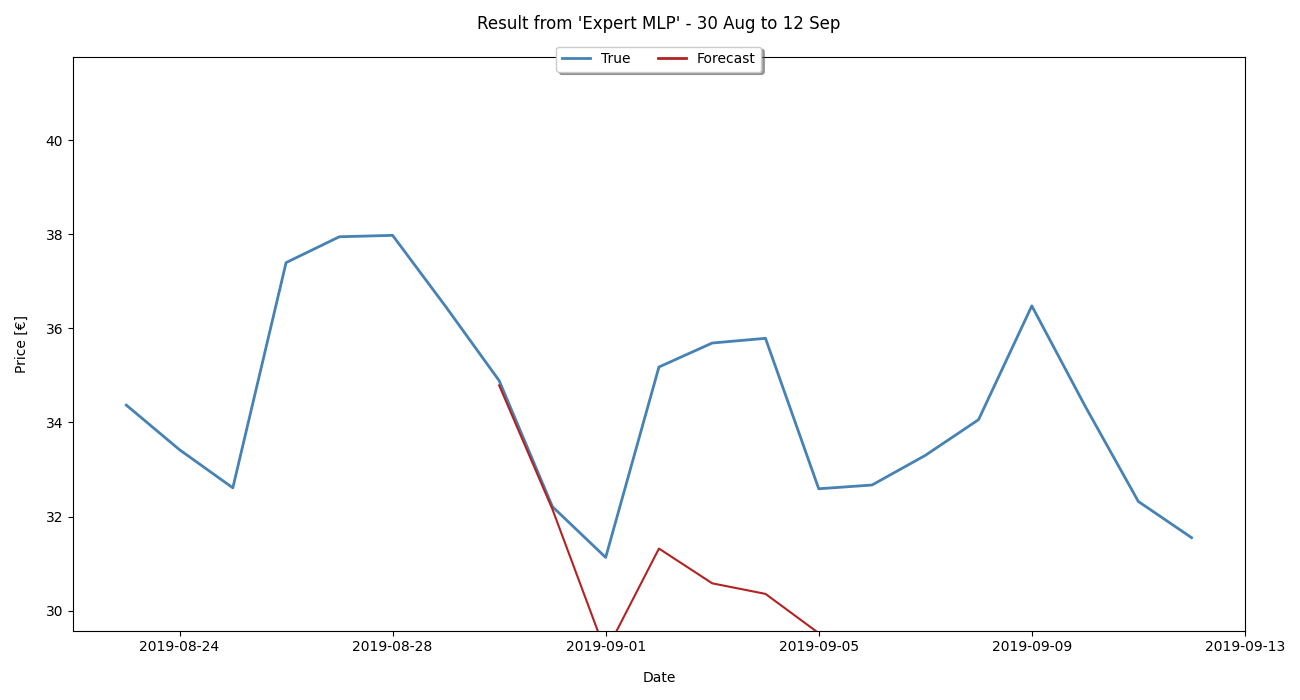 Result from 'Expert MLP' - 30 Aug to 12 Sep
True Forecast
Price [€]
40
38
36
34
32
30
2019-08-24 2019-08-28 2019-09-01 2019-09-05 2019-09-09 2019-09-13
Date